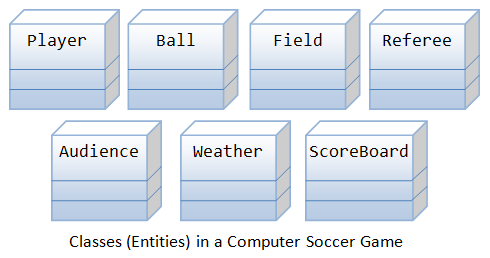 Player Ball Field Referee
Audience Weather ScoreBoard
Classes (Entities) in a Computer Soccer Game